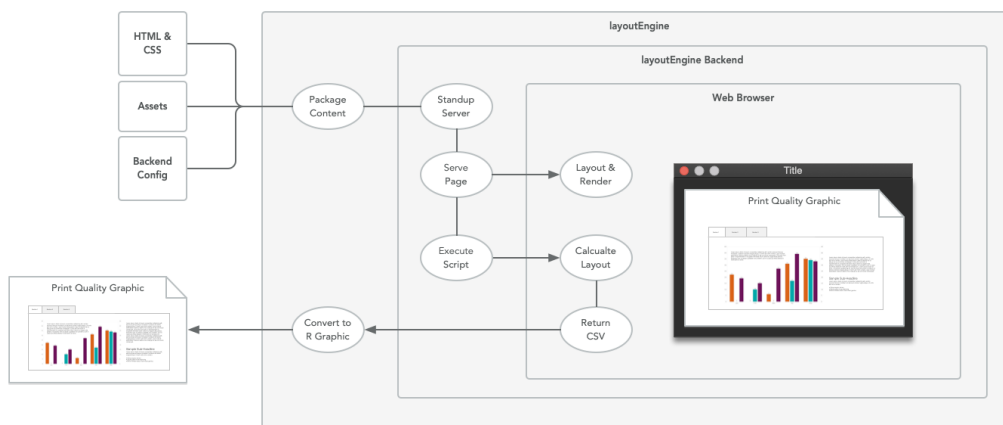 layoutEngine
HTML &
CSS
layoutEngine Backend
Web Browser
Assets
Package
Content
Standup
Server
Backend
Config
Serve
Page
Layout &
Render
Title
Print Quality Graphic
Execute
Script
Calcualte
Layout
Print Quality Graphic
Convert to
R Graphic
Return
CSV